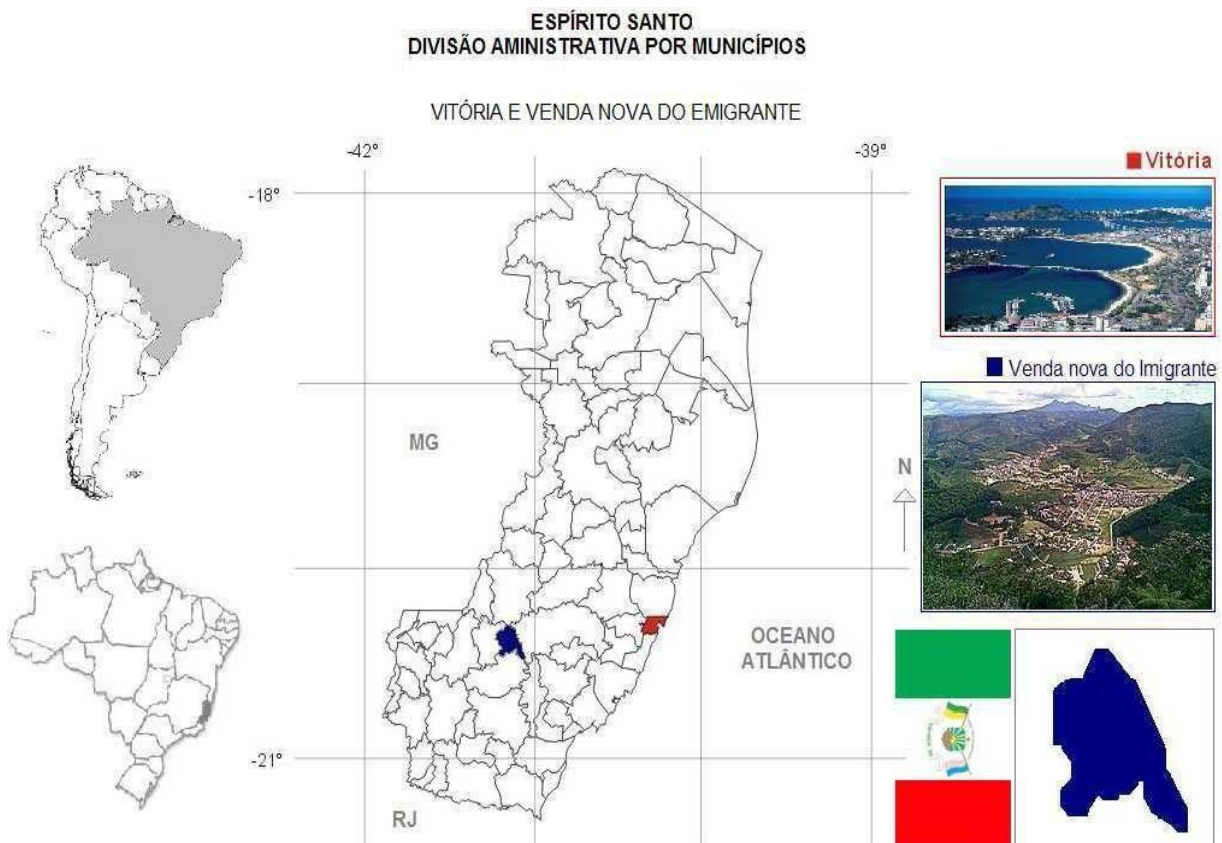 ESPÍRITO SANTO
DIVISÃO AMINISTRATIVA POR MUNICÍPIOS
VITÓRIA E VENDA NOVA DO EMIGRANTE
-42°
-39°
-18°
Vitória
Venda nova do Imigrante
MG
N
OCEANO
ATLÂNTICO
-21°
RJ